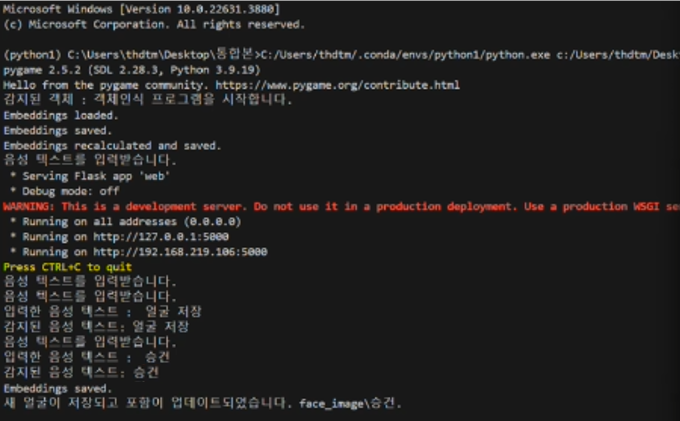 Microsoft Windows [Version 10.0.22631.3880]
(c) Microsoft Corporation. All rights reserved.
(python1) C:\Users\thdtm\Desktop\통합본>C:/Users/thdtm/.conda/envs/python1/python.exe c:/Users/thdtm/Desk
pygame 2.5.2 (SDL 2.28.3, Python 3.9.19)
Hello from the pygame community. https://www.pygame.org/contribute.html
감지된 객체 : 객체인식 프로그램을 시작합니다.
Embeddings loaded.
Embeddings saved.
Embeddings recalculated and saved.
음성 텍스트를 입력받습니다.
* Serving Flask app 'web'
* Debug mode: off
WARNING: This is a development server. Do not use it in a production deployment. Use a production WSGI se
* Running on all addresses (0.0.0.0)
* Running on http://127.0.0.1:5000
* Running on http://192.168.219.106:5000
Press CTRL+C to quit
음성 텍스트를 입력받습니다.
음성 텍스트를 입력받습니다.
입력한 음성 텍스트 : 얼굴 저장
감지된 음성 텍스트: 얼굴 저장
음성 텍스트를 입력받습니다.
입력한 음성 텍스트 : 승건
감지된 음성 텍스트: 승건
Embeddings saved.
새 얼굴이 저장되고 포함이 업데이트되었습니다. face_image\승건.